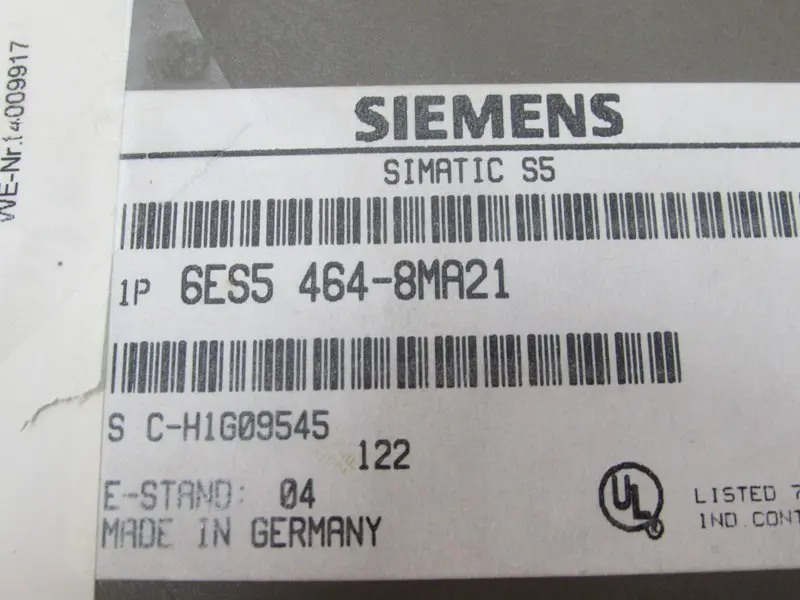 WE-Nr.14009917
SIEMENS
SIMATIC S5
1P 6ES5 464-8MA21
S C-H1G09545
122
E-STAND: 04
MADE IN GERMANY
UL
LISTED 7
IND.CONT